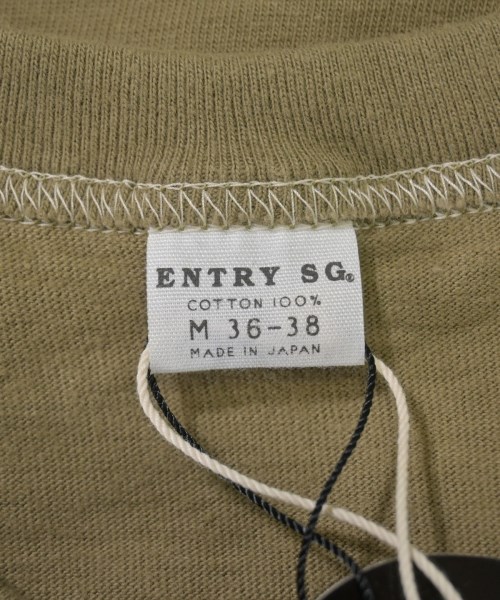 ENTRY SG®
COTTON 100%
M 36-38
MADE IN JAPAN